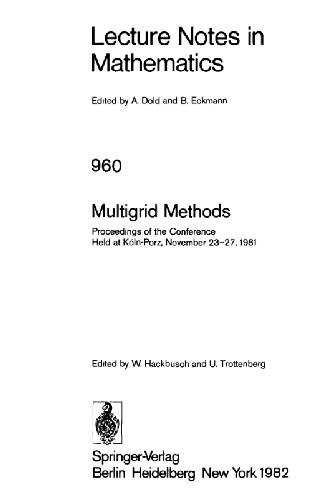 Lecture Notes in
Mathematics
Edited by A. Dold and B. Eckmann
960
Multigrid Methods
Proceedings of the Conference
Held at Köln-Porz, November 23–27, 1981
Edited by W. Hackbusch and U. Trottenberg
Springer-Verlag
Berlin Heidelberg New York 1982